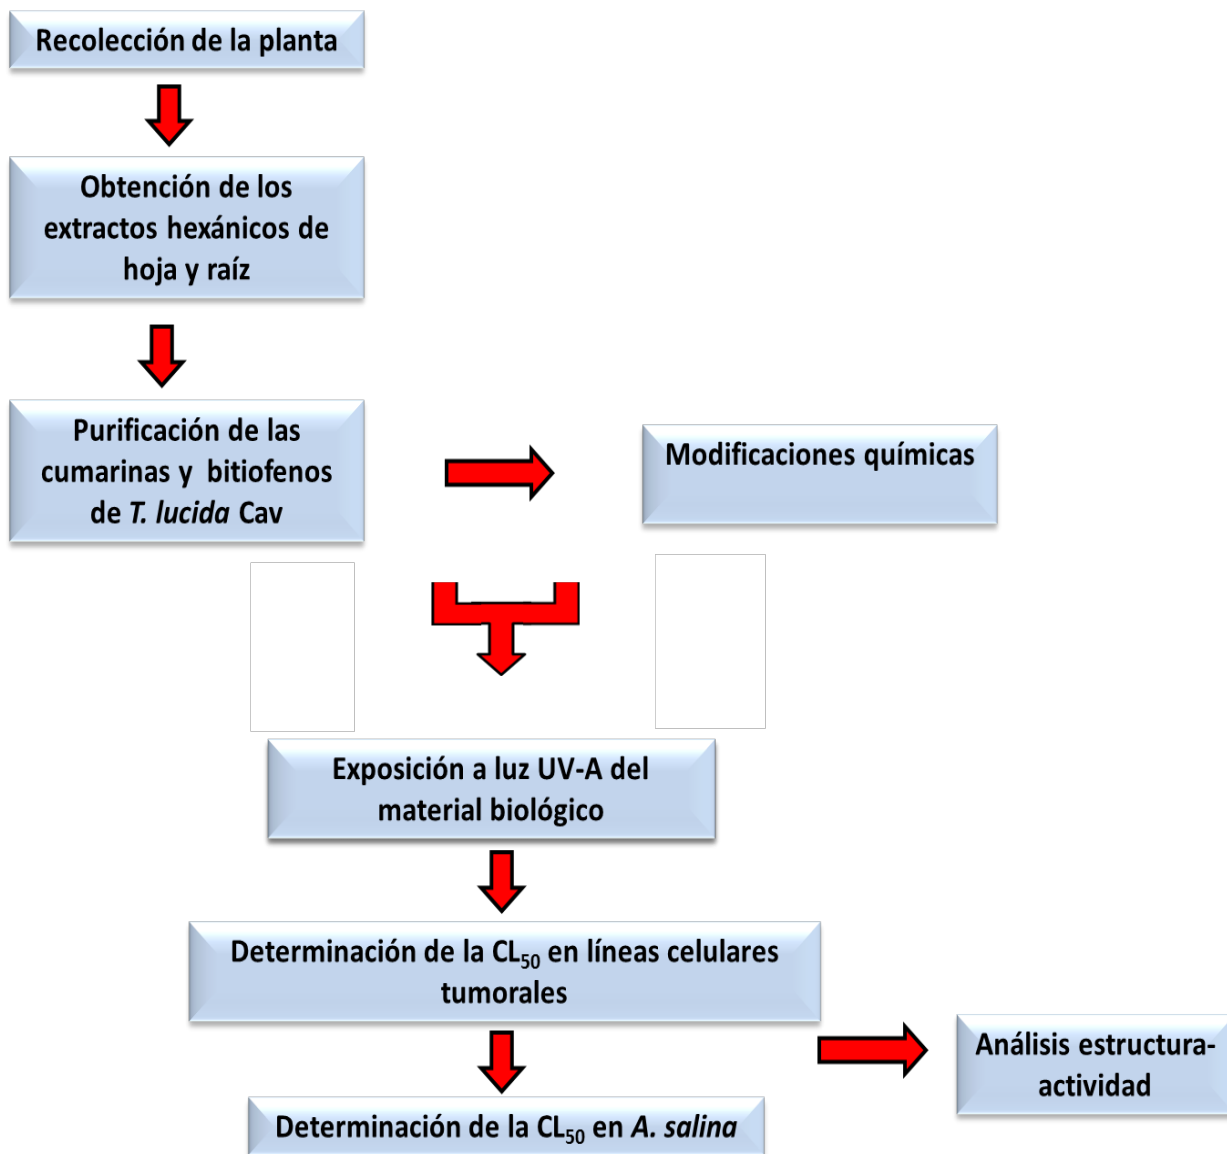 Recolección de la planta
Obtención de los
extractos hexánicos de
hoja y raíz
Purificación de las
cumarinas y bitiofenos
de T. lucida Cav
Modificaciones químicas
Exposición a luz UV-A del
material biológico
Determinación de la CL50 en líneas celulares
tumorales
Análisis estructura-
actividad
Determinación de la CL50 en A. salina